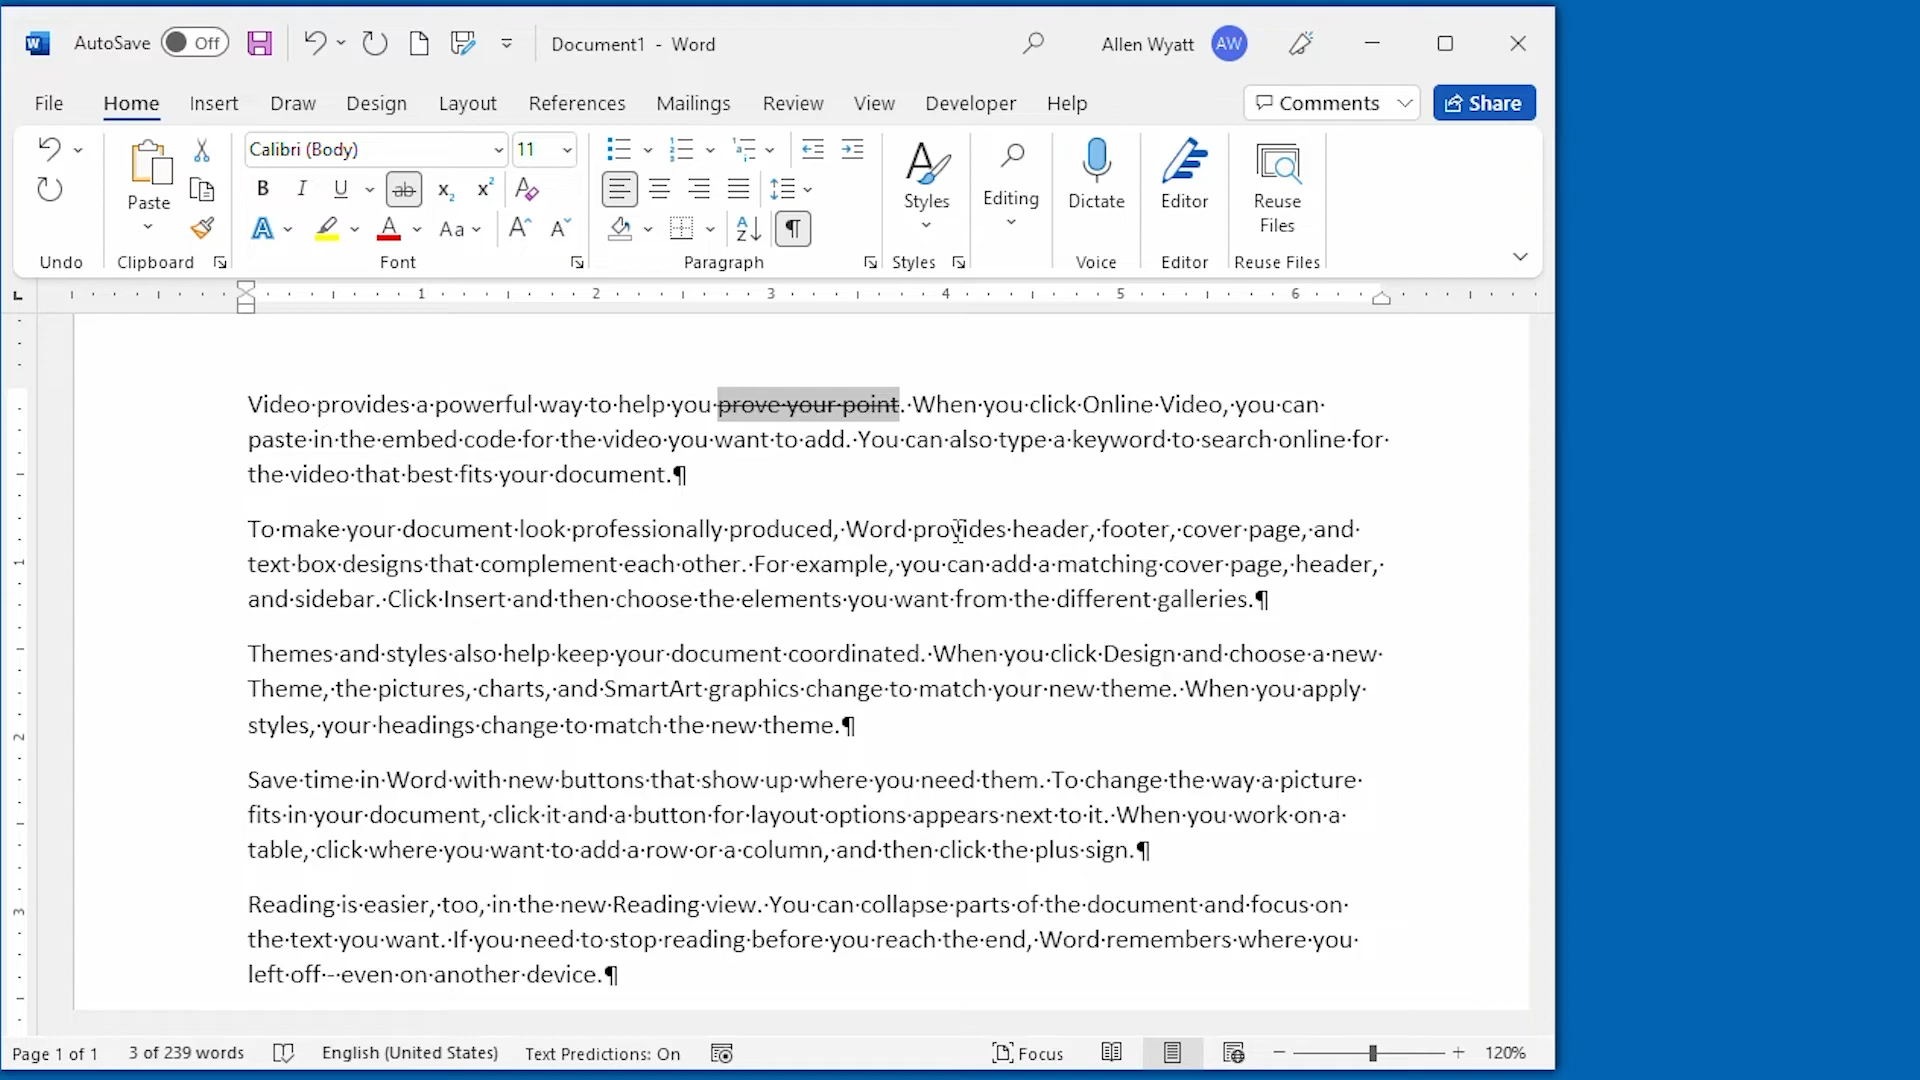 W AutoSave Off Document1 - Word Allen Wyatt AW
File Home Insert Draw Design Layout References Mailings Review View Developer Help Comments Share
Calibri (Body) 11
Paste
B I U ab x₂ x² A
A A Aa A A A Z ¶
Styles Editing Dictate Editor Reuse Files
Undo Clipboard Font Paragraph Styles Voice Editor Reuse Files
L 1 2 3 4 5 6
Video·provides·a·powerful·way·to·help·you·prove·your·point.·When·you·click·Online·Video,·you·can·
paste·in·the·embed·code·for·the·video·you·want·to·add.·You·can·also·type·a·keyword·to·search·online·for·
the·video·that·best·fits·your·document.¶
To·make·your·document·look·professionally·produced,·Word·provides·header,·footer,·cover·page,·and·
text·box·designs·that·complement·each·other.·For·example,·you·can·add·a·matching·cover·page,·header,·
and·sidebar.·Click·Insert·and·then·choose·the·elements·you·want·from·the·different·galleries.¶
Themes·and·styles·also·help·keep·your·document·coordinated.·When·you·click·Design·and·choose·a·new·
Theme,·the·pictures,·charts,·and·SmartArt·graphics·change·to·match·your·new·theme.·When·you·apply·
styles,·your·headings·change·to·match·the·new·theme.¶
Save·time·in·Word·with·new·buttons·that·show·up·where·you·need·them.·To·change·the·way·a·picture·
fits·in·your·document,·click·it·and·a·button·for·layout·options·appears·next·to·it.·When·you·work·on·a·
table,·click·where·you·want·to·add·a·row·or·a·column,·and·then·click·the·plus·sign.¶
Reading·is·easier,·too,·in·the·new·Reading·view.·You·can·collapse·parts·of·the·document·and·focus·on·
the·text·you·want.·If·you·need·to·stop·reading·before·you·reach·the·end,·Word·remembers·where·you·
left·off·-·even·on·another·device.¶
1
2
3
Page 1 of 1 3 of 239 words English (United States) Text Predictions: On Focus 120%